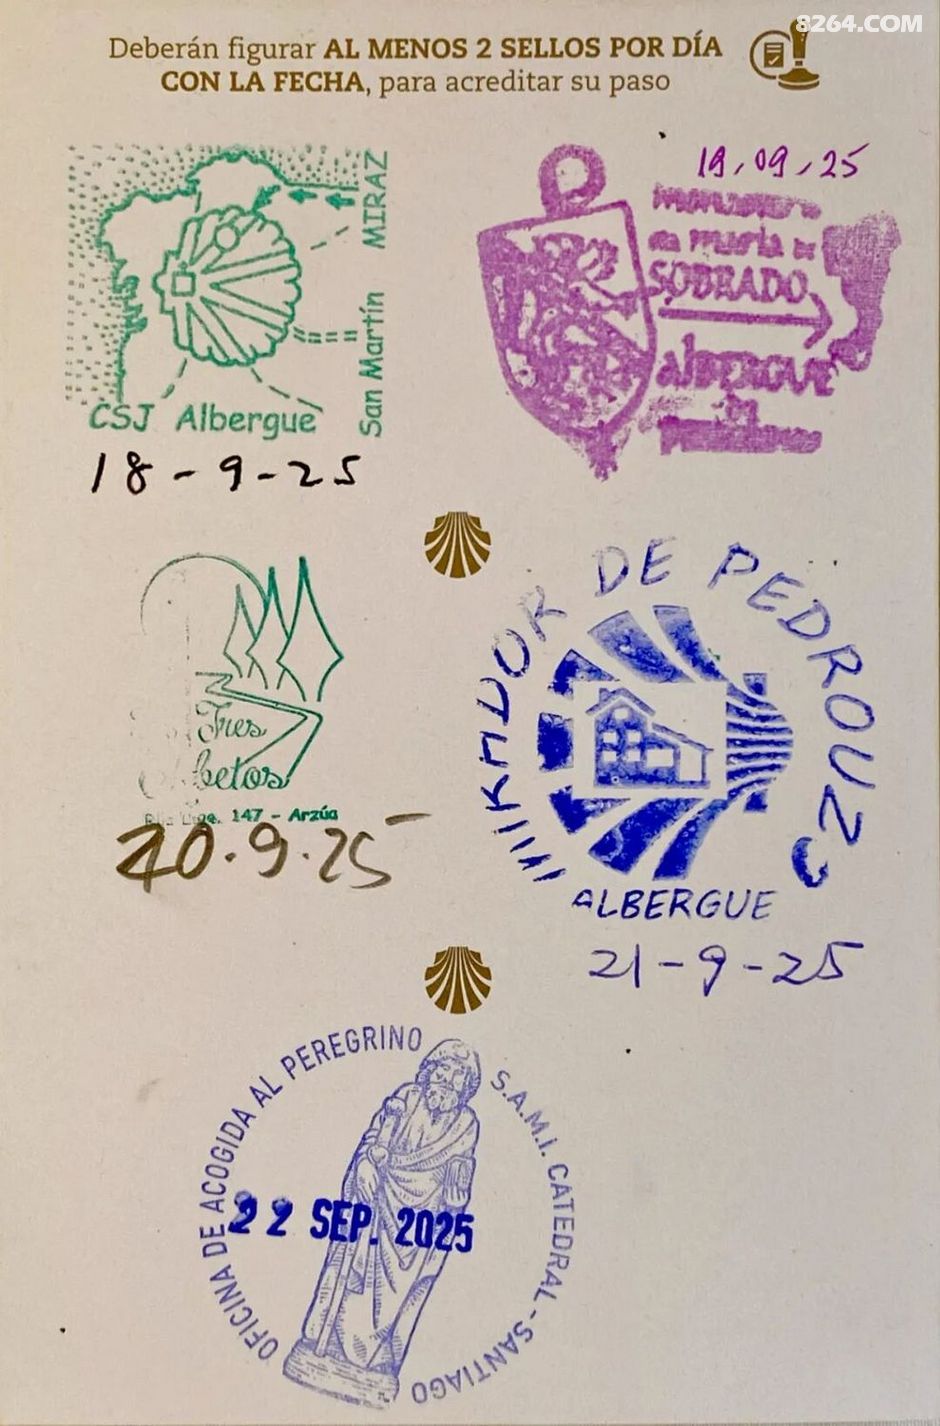 8264.COM
Deberán figurar AL MENOS 2 SELLOS POR DÍA
CON LA FECHA, para acreditar su paso
San Martín MIRAZ
CSJ Albergue
18-9-25
19.09.25
SOBRADO
ALBERGUE
Tres
147 - Arzúa
20.9.25
MIRADOR DE PEDROUZO
ALBERGUE
21-9-25
OFICINA DE ACOGIDA AL PEREGRINO
S.A.M.I. CATEDRAL - SANTIAGO
22 SEP. 2025